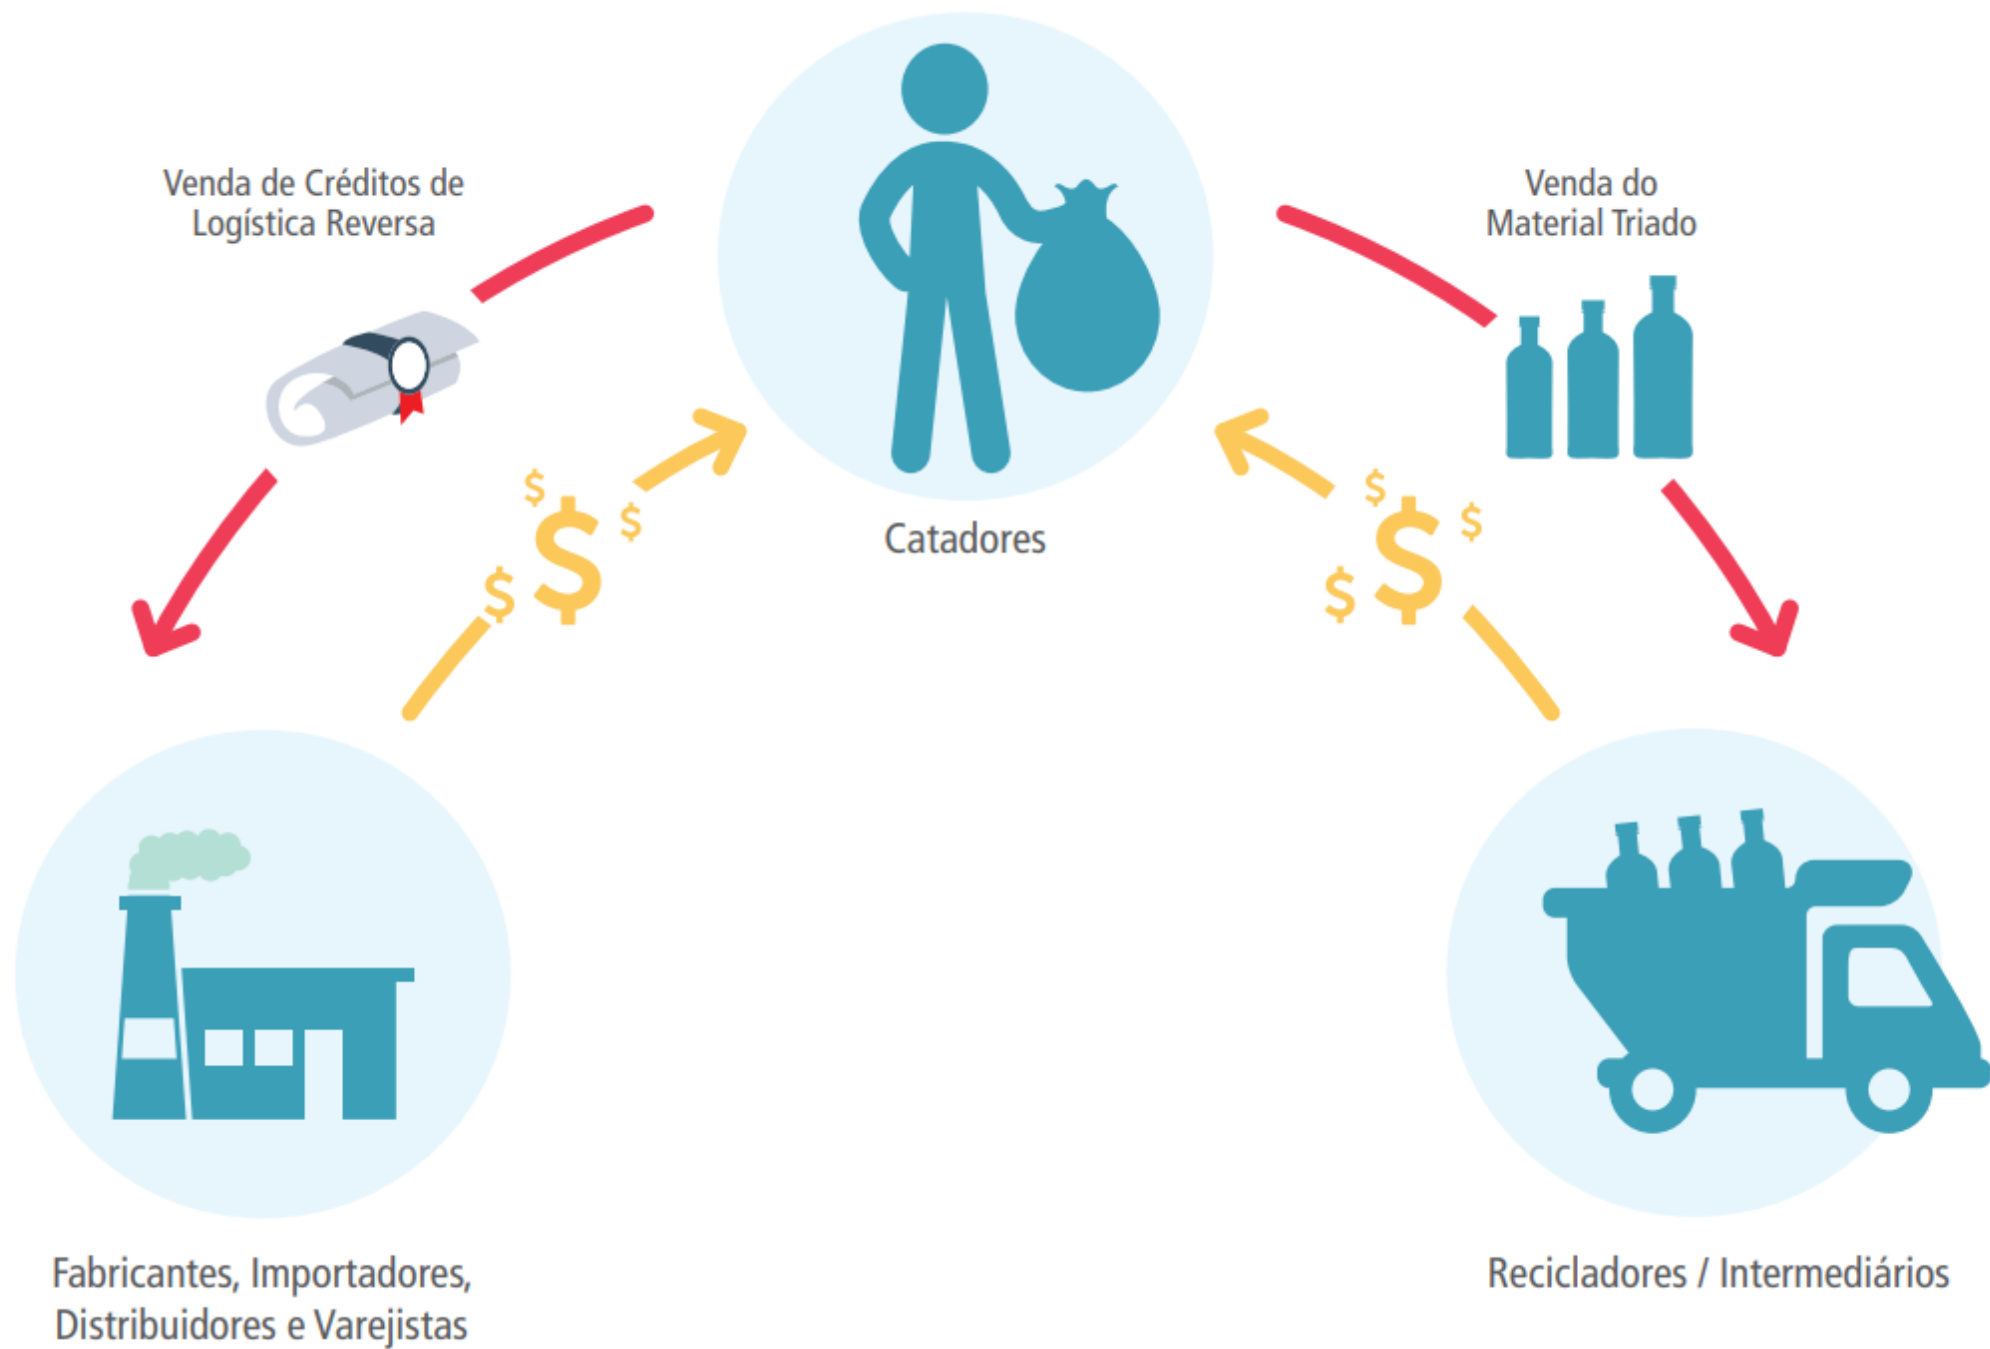 Venda de Créditos de
Logística Reversa
Venda do
Material Triado
$
$
$
$
$
$
$
$
Catadores
Fabricantes, Importadores,
Distribuidores e Varejistas
Recicladores / Intermediários